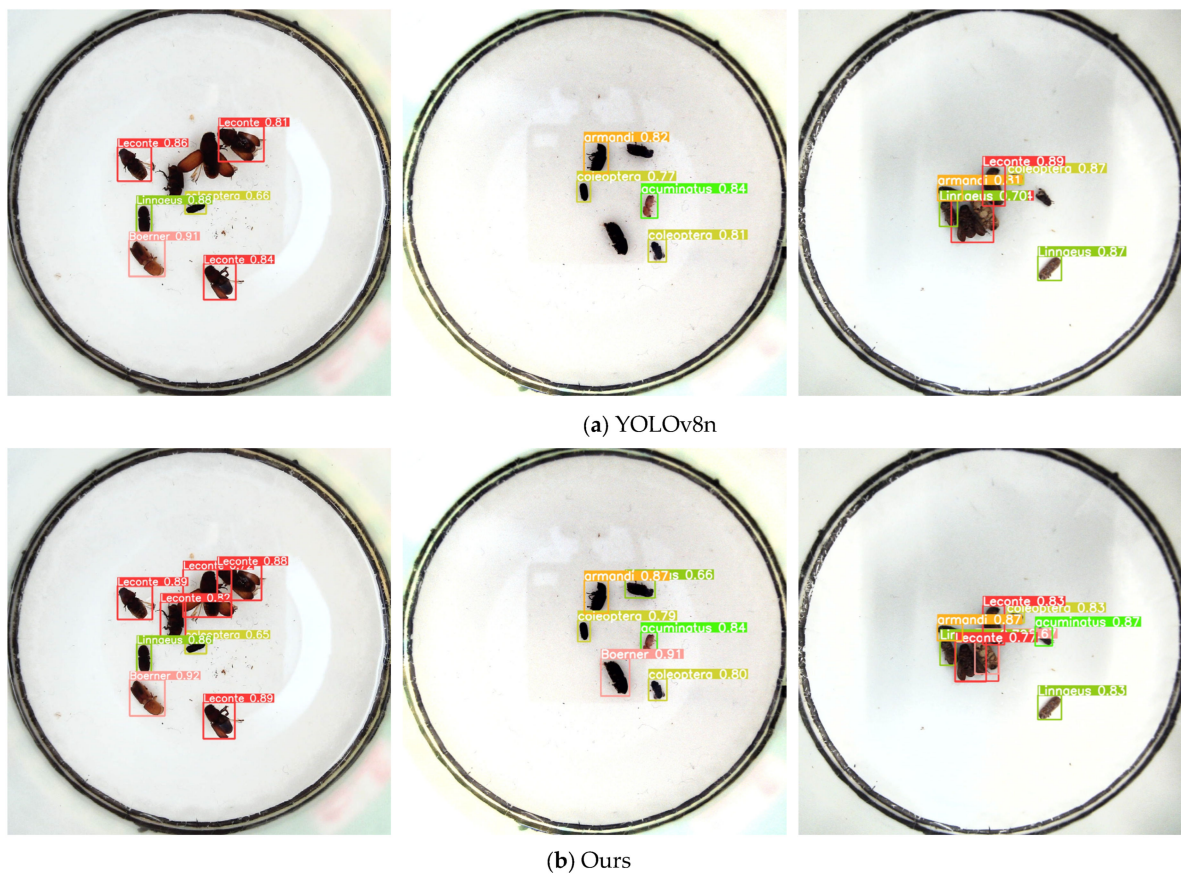 Leconte 0.81
Leconte 0.86
Linnaeus 0.88
coleoptera 0.66
Boerner 0.91
Leconte 0.84
armandi 0.82
coleoptera 0.77
acuminatus 0.84
coleoptera 0.81
Leconte 0.89
coleoptera 0.87
armandi 0.81
Linnaeus 0.70
Linnaeus 0.87
(a) YOLOv8n
Leconte 0.88
Leconte
Leconte 0.89
Leconte 0.82
Linnaeus 0.86
coleoptera 0.65
Boerner 0.92
Leconte 0.89
armandi 0.87
s 0.66
coleoptera 0.79
acuminatus 0.84
Boerner 0.91
coleoptera 0.80
Leconte 0.83
coleoptera 0.83
armandi 0.87
acuminatus 0.87
Leconte 0.77
Linnaeus 0.83
(b) Ours